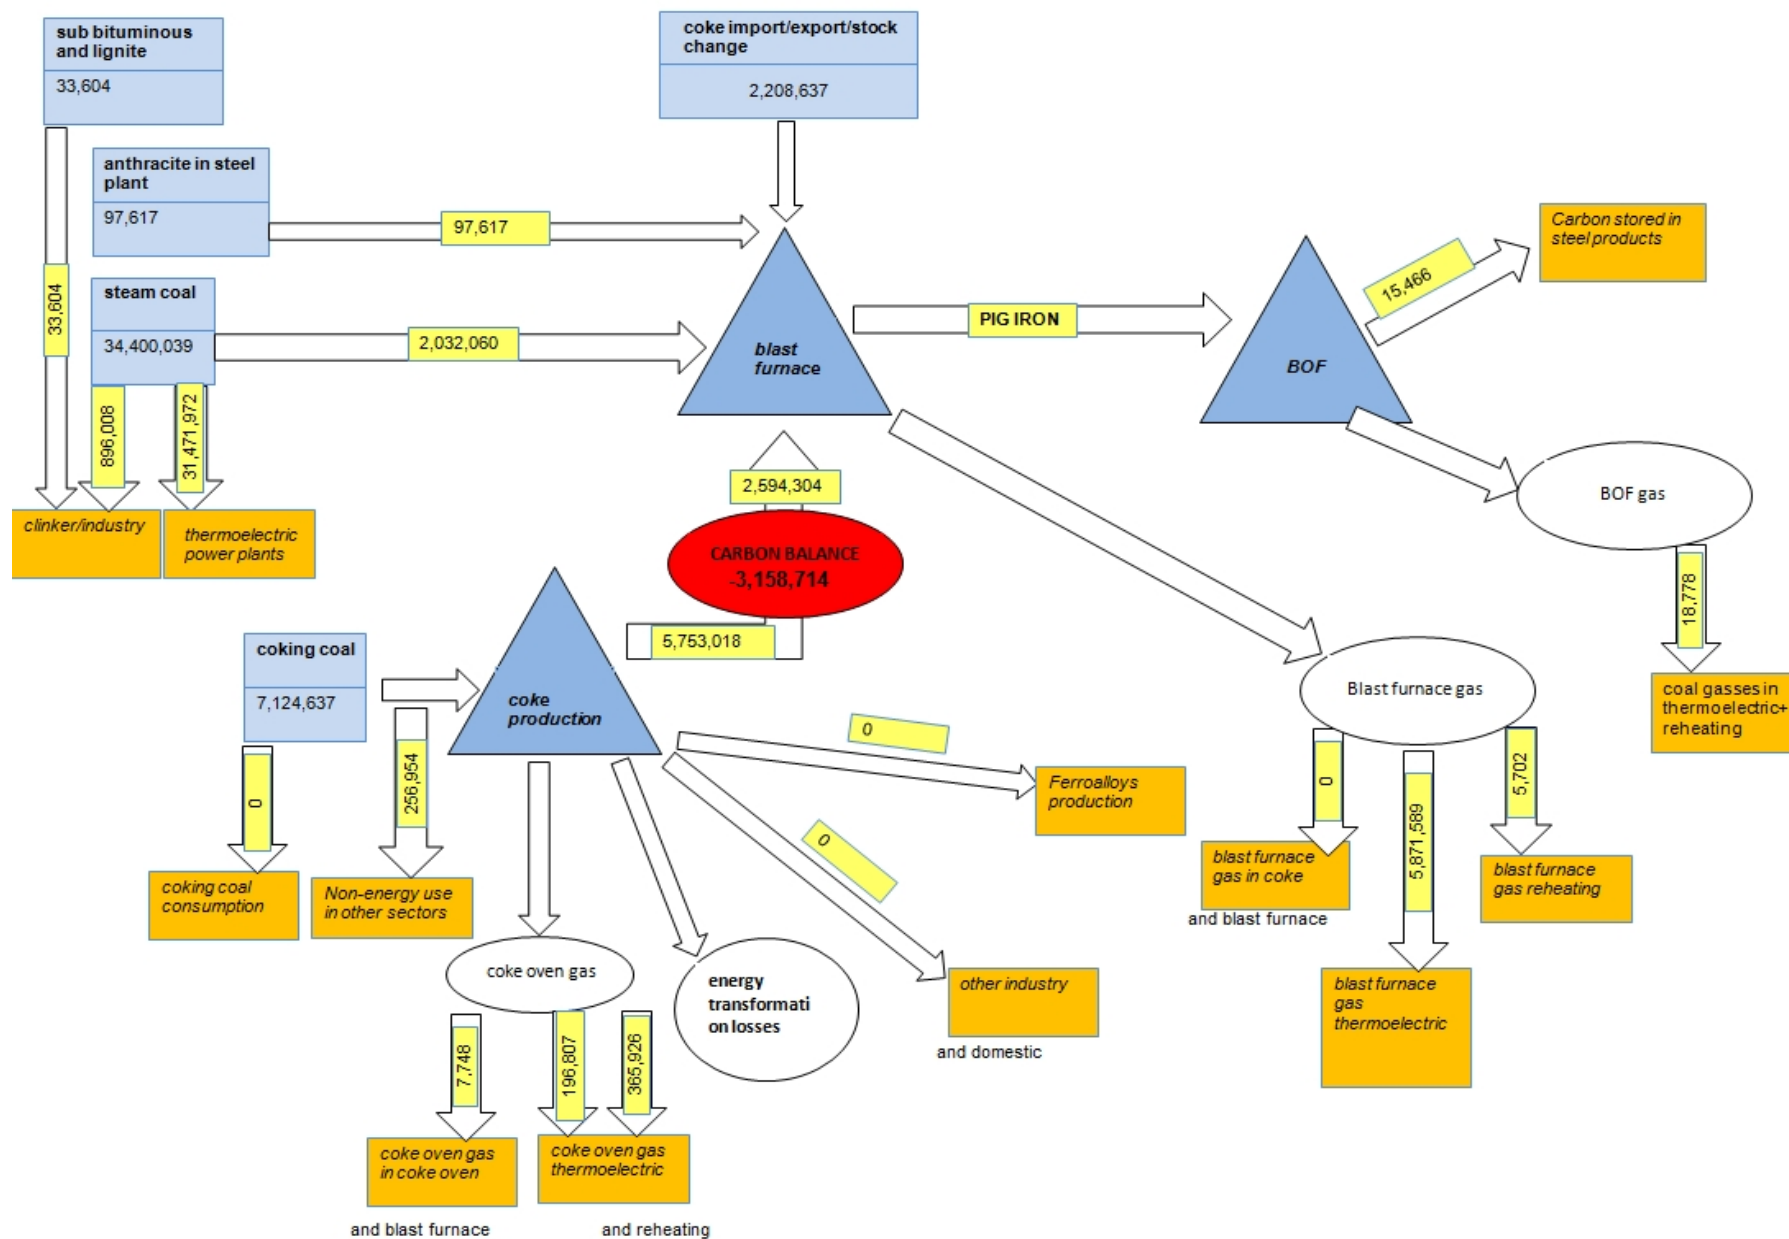 sub bituminous
and lignite
33,604
coke import/export/stock
change
2,208,637
anthracite in steel
plant
97,617
97,617
steam coal
34,400,039
33,604
896,008
31,471,972
2,032,060
blast
furnace
PIG IRON
BOF
15,466
Carbon stored in
steel products
BOF gas
18,778
coal gasses in
thermoelectric+
reheating
clinker/industry
thermoelectric
power plants
2,594,304
CARBON BALANCE
-3,158,714
5,753,018
coking coal
7,124,637
coke
production
0
256,954
coking coal
consumption
Non-energy use
in other sectors
0
Ferroalloys
production
0
other industry
and domestic
Blast furnace gas
0
5,871,589
5,702
blast furnace
gas in coke
and blast furnace
blast furnace
gas reheating
blast furnace
gas
thermoelectric
coke oven gas
energy
transformati
on losses
7,748
196,807
365,926
coke oven gas
in coke oven
coke oven gas
thermoelectric
and blast furnace
and reheating